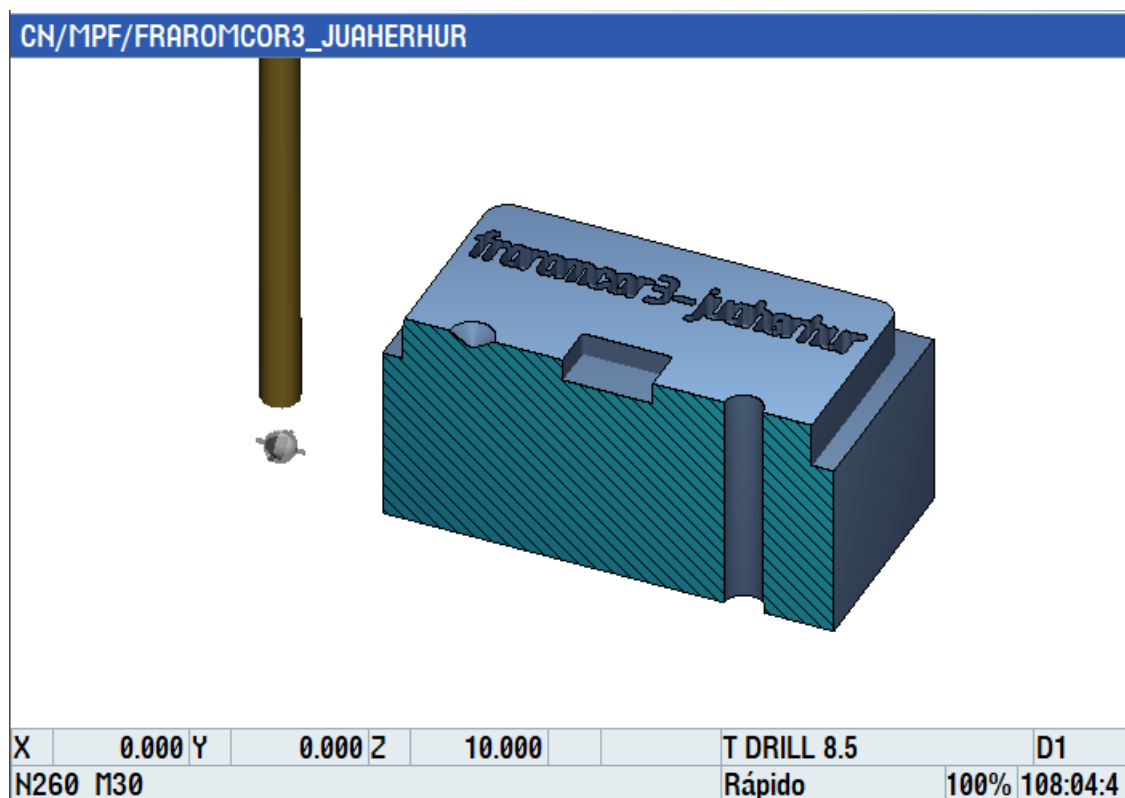 CN/MPF/FRAROMCOR3_JUAHERHUR
fraromcor3-juaherhur
X 0.000 Y 0.000 Z 10.000 T DRILL 8.5 D1
N260 M30 Rápido 100% 108:04:4